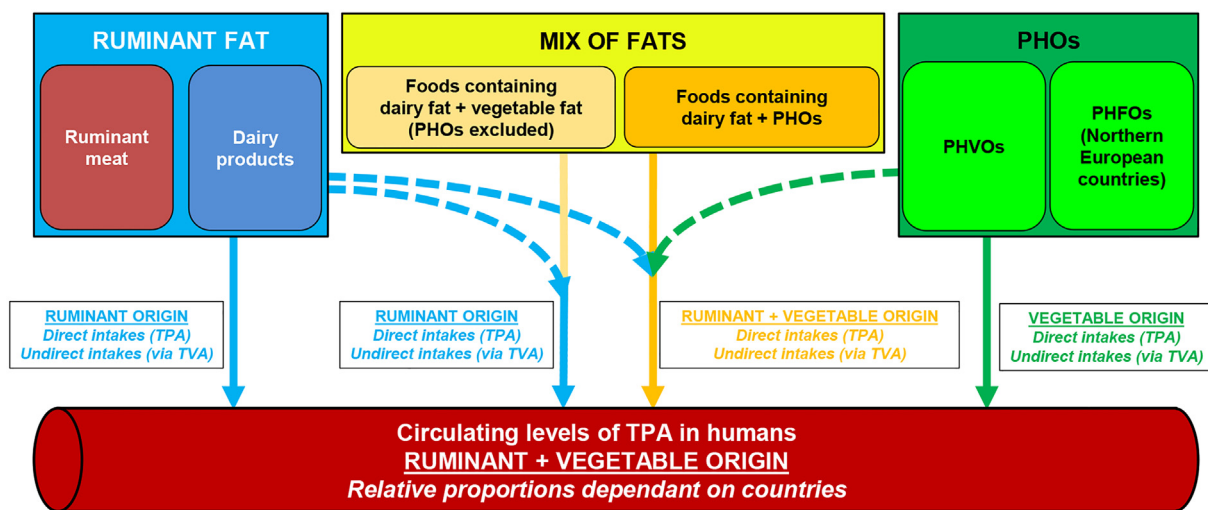 RUMINANT FAT
Ruminant
meat
Dairy
products
MIX OF FATS
Foods containing
dairy fat + vegetable fat
(PHOs excluded)
Foods containing
dairy fat + PHOs
PHOs
PHVOs
PHFOs
(Northern
European
countries)
RUMINANT ORIGIN
Direct intakes (TPA)
Undirect intakes (via TVA)
RUMINANT ORIGIN
Direct intakes (TPA)
Undirect intakes (via TVA)
RUMINANT + VEGETABLE ORIGIN
Direct intakes (TPA)
Undirect intakes (via TVA)
VEGETABLE ORIGIN
Direct intakes (TPA)
Undirect intakes (via TVA)
Circulating levels of TPA in humans
RUMINANT + VEGETABLE ORIGIN
Relative proportions dependant on countries